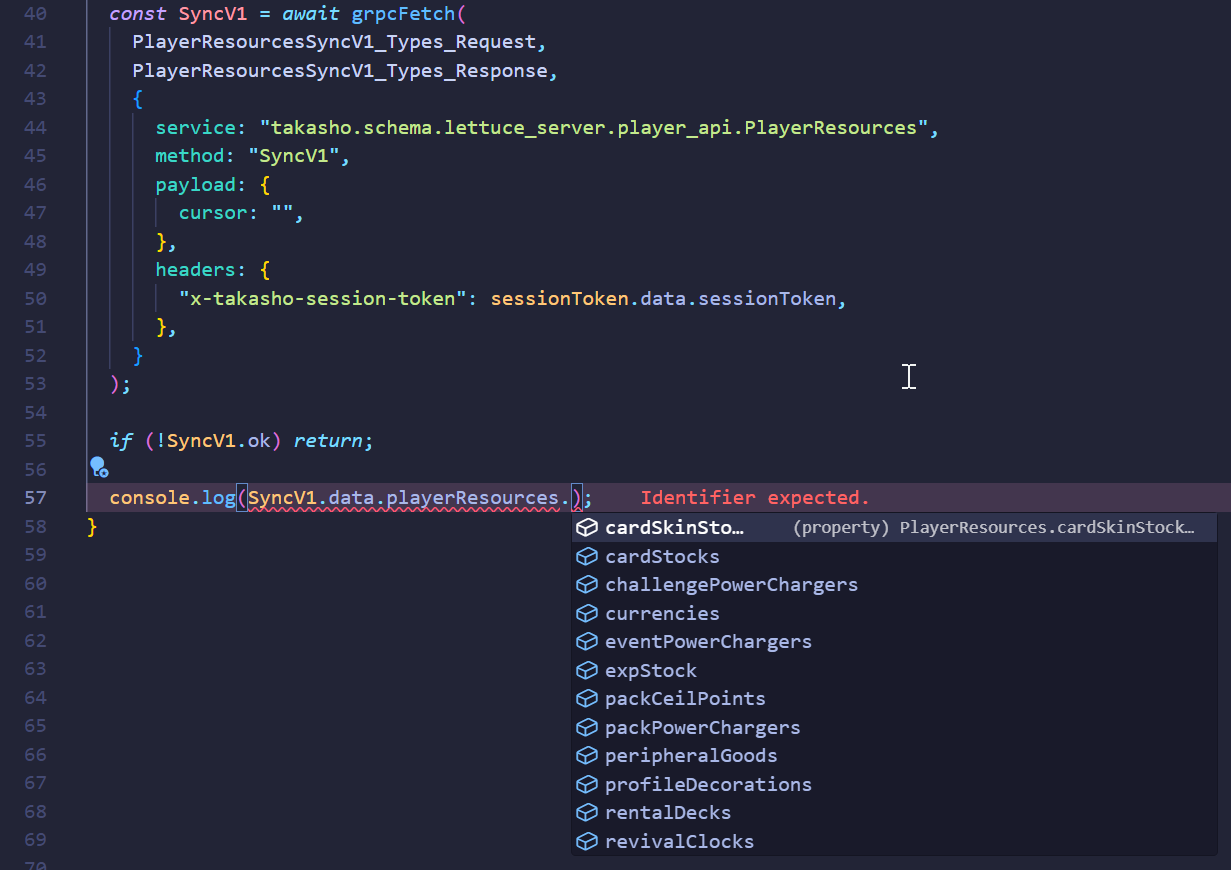 40 const SyncV1 = await grpcFetch(
41 PlayerResourcesSyncV1_Types_Request,
42 PlayerResourcesSyncV1_Types_Response,
43 {
44 service: "takasho.schema.lettuce_server.player_api.PlayerResources",
45 method: "SyncV1",
46 payload: {
47 cursor: "",
48 },
49 headers: {
50 "x-takasho-session-token": sessionToken.data.sessionToken,
51 },
52 }
53 );
54
55 if (!SyncV1.ok) return;
56
57 console.log(SyncV1.data.playerResources.); Identifier expected.
58 } cardSkinSto… (property) PlayerResources.cardSkinStock…
59 cardStocks
60 challengePowerChargers
61 currencies
62 eventPowerChargers
63 expStock
64 packCeilPoints
65 packPowerChargers
66 peripheralGoods
67 profileDecorations
68 rentalDecks
69 revivalClocks
70